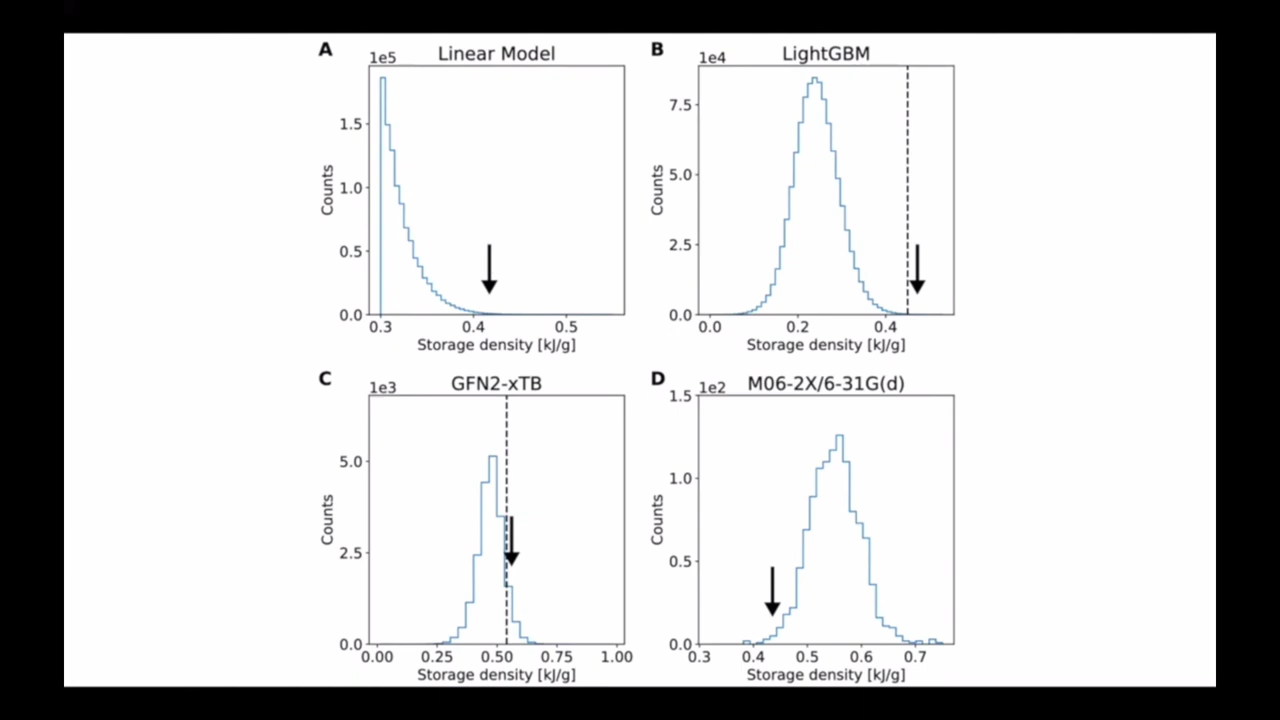 A
Linear Model
1e5
1.5
1.0
0.5
0.0
Counts
0.3 0.4 0.5
Storage density [kJ/g]
B
LightGBM
1e4
7.5
5.0
2.5
0.0
Counts
0.0 0.2 0.4
Storage density [kJ/g]
C
GFN2-xTB
1e3
5.0
2.5
0.0
Counts
0.00 0.25 0.50 0.75 1.00
Storage density [kJ/g]
D
M06-2X/6-31G(d)
1e2
1.5
1.0
0.5
0.0
Counts
0.3 0.4 0.5 0.6 0.7
Storage density [kJ/g]